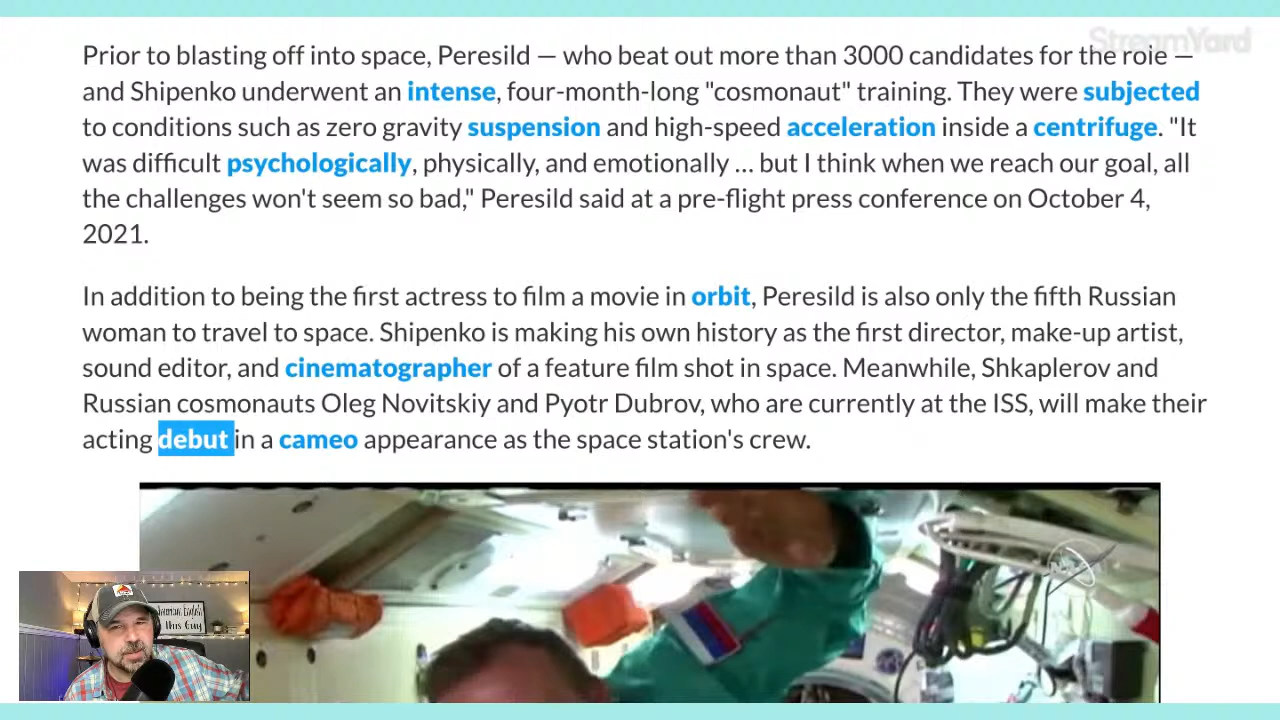 StreamYard
Prior to blasting off into space, Peresild — who beat out more than 3000 candidates for the role —
and Shipenko underwent an intense, four-month-long "cosmonaut" training. They were subjected
to conditions such as zero gravity suspension and high-speed acceleration inside a centrifuge. "It
was difficult psychologically, physically, and emotionally ... but I think when we reach our goal, all
the challenges won't seem so bad," Peresild said at a pre-flight press conference on October 4,
2021.
In addition to being the first actress to film a movie in orbit, Peresild is also only the fifth Russian
woman to travel to space. Shipenko is making his own history as the first director, make-up artist,
sound editor, and cinematographer of a feature film shot in space. Meanwhile, Shkaplerov and
Russian cosmonauts Oleg Novitskiy and Pyotr Dubrov, who are currently at the ISS, will make their
acting debut in a cameo appearance as the space station's crew.
this Guy